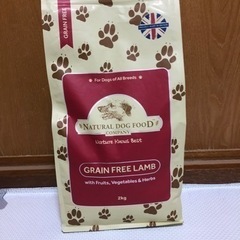 GRAIN FREE
For Dogs of All Breeds
NATURAL DOG FOOD
COMPANY
Nature Knows Best
GRAIN FREE LAMB
with Fruits, Vegetables & Herbs
2kg